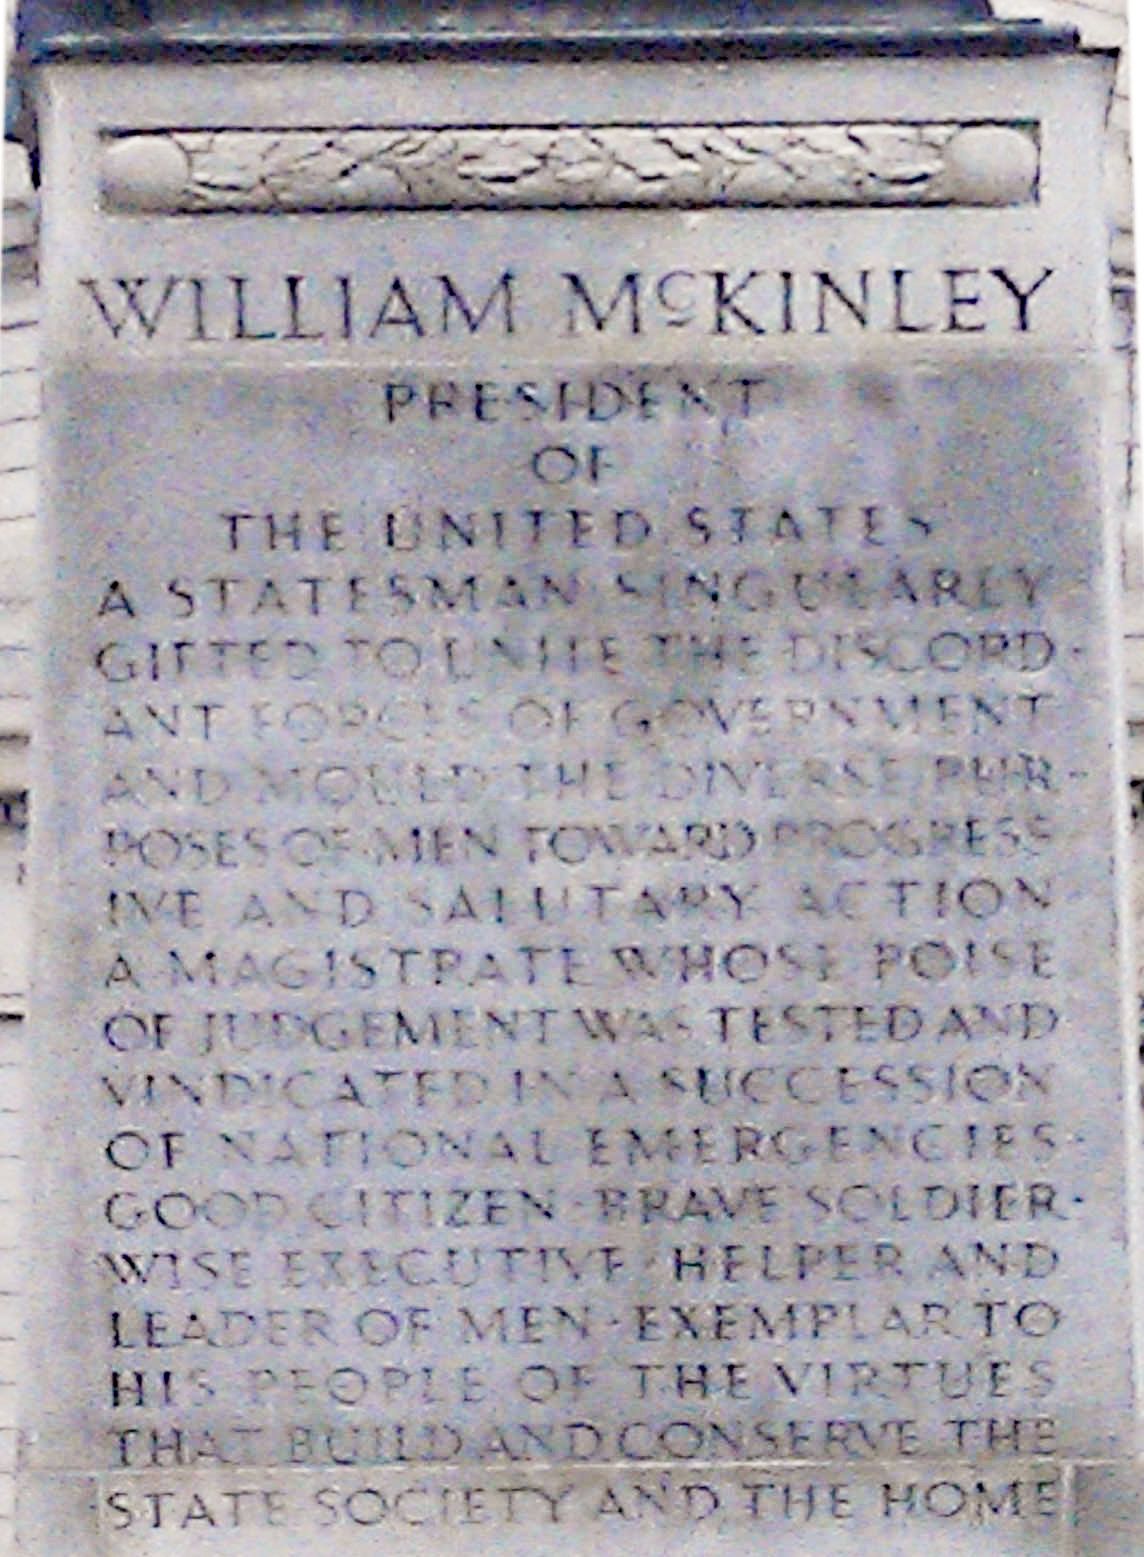 WILLIAM McKINLEY
PRESIDENT
OF
THE UNITED STATES
A STATESMAN SINGULARLY
GIFTED TO UNITE THE DISCORD-
ANT FORCES OF GOVERNMENT
AND MOULD THE DIVERSE PUR-
POSES OF MEN TOWARD PROGRESS
IVE AND SALUTARY ACTION
A MAGISTRATE WHOSE POISE
OF JUDGEMENT WAS TESTED AND
VINDICATED IN A SUCCESSION
OF NATIONAL EMERGENCIES·
GOOD CITIZEN·BRAVE SOLDIER·
WISE EXECUTIVE·HELPER AND
LEADER OF MEN·EXEMPLAR TO
HIS PEOPLE OF THE VIRTUES
THAT BUILD AND CONSERVE THE
STATE SOCIETY AND THE HOME